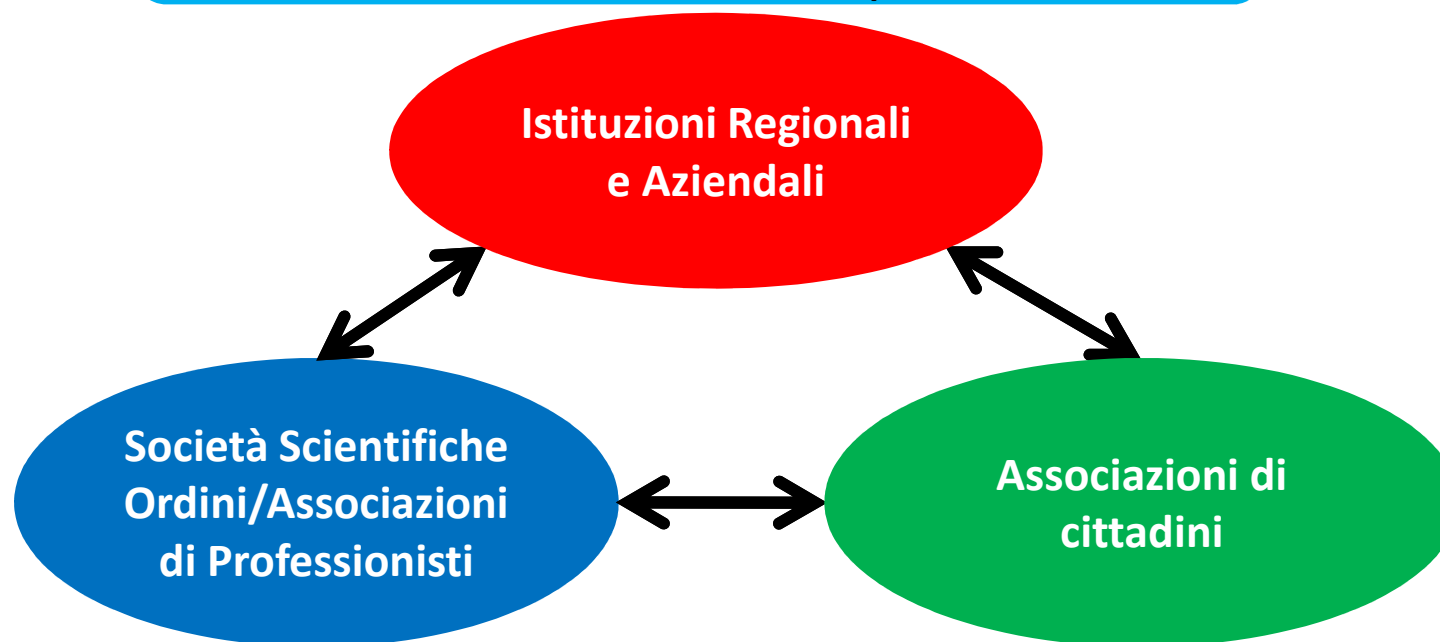 Istituzioni Regionali
e Aziendali
Società Scientifiche
Ordini/Associazioni
di Professionisti
Associazioni di
cittadini